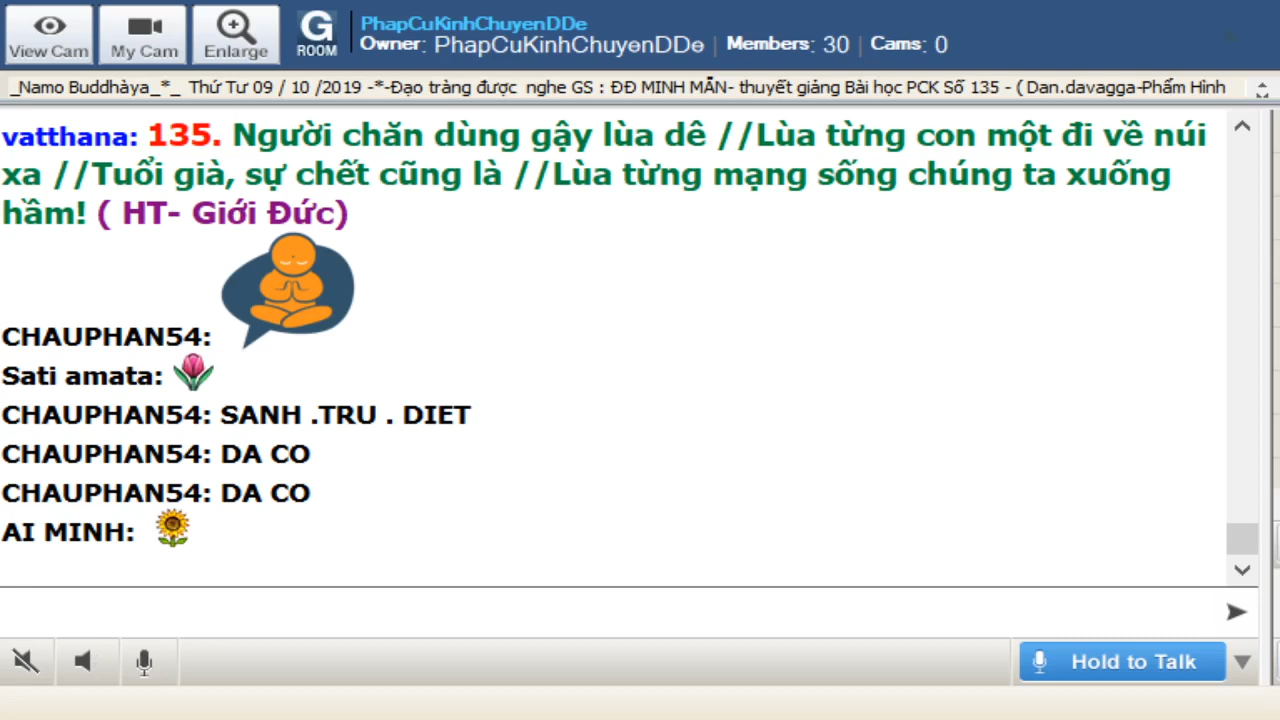 View Cam
My Cam
Enlarge
G
ROOM
PhapCuKinhChuyenDDe
Owner: PhapCuKinhChuyenDDe | Members: 30 | Cams: 0
_Namo Buddhàya_*_ Thứ Tư 09 / 10 /2019 -*-Đạo tràng được nghe GS : ĐĐ MINH MẪN- thuyết giảng Bài học PCK Số 135 - ( Dan.davagga-Phẩm Hình
vatthana: 135. Người chăn dùng gậy lùa dê //Lùa từng con một đi về núi
xa //Tuổi già, sự chết cũng là //Lùa từng mạng sống chúng ta xuống
hầm! ( HT- Giới Đức)
CHAUPHAN54:
Sati amata:
CHAUPHAN54: SANH .TRU . DIET
CHAUPHAN54: DA CO
CHAUPHAN54: DA CO
AI MINH:
Hold to Talk